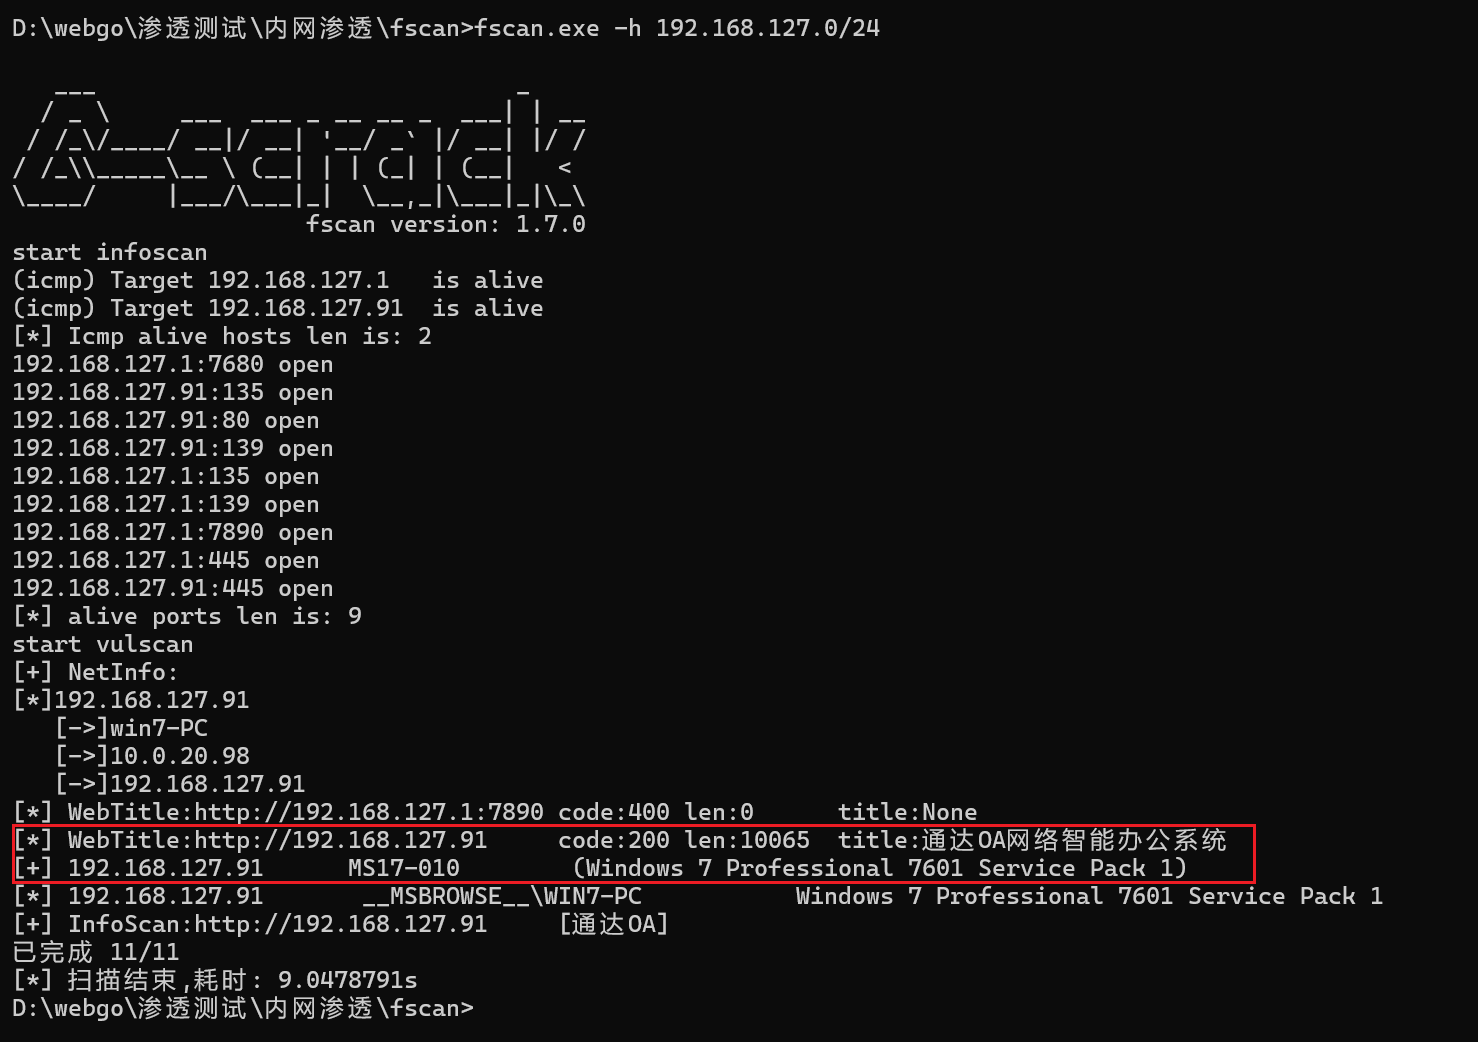 D:\webgo\渗透测试\内网渗透\fscan>fscan.exe -h 192.168.127.0/24
   ___                              _
  / _ \     ___  ___ _ __ __ _  ___| | __
 / /_\/____/ __|/ __| '__/ _` |/ __| |/ /
/ /_\\_____\__ \ (__| | | (_| | (__|   <
\____/     |___/\___|_|  \__,_|\___|_|\_\
                     fscan version: 1.7.0
start infoscan
(icmp) Target 192.168.127.1   is alive
(icmp) Target 192.168.127.91  is alive
[*] Icmp alive hosts len is: 2
192.168.127.1:7680 open
192.168.127.91:135 open
192.168.127.91:80 open
192.168.127.91:139 open
192.168.127.1:135 open
192.168.127.1:139 open
192.168.127.1:7890 open
192.168.127.1:445 open
192.168.127.91:445 open
[*] alive ports len is: 9
start vulscan
[+] NetInfo:
[*]192.168.127.91
   [->]win7-PC
   [->]10.0.20.98
   [->]192.168.127.91
[*] WebTitle:http://192.168.127.1:7890 code:400 len:0      title:None
[*] WebTitle:http://192.168.127.91     code:200 len:10065  title:通达OA网络智能办公系统
[+] 192.168.127.91      MS17-010        (Windows 7 Professional 7601 Service Pack 1)
[*] 192.168.127.91       __MSBROWSE__\WIN7-PC           Windows 7 Professional 7601 Service Pack 1
[+] InfoScan:http://192.168.127.91     [通达OA]
已完成 11/11
[*] 扫描结束,耗时: 9.0478791s
D:\webgo\渗透测试\内网渗透\fscan>